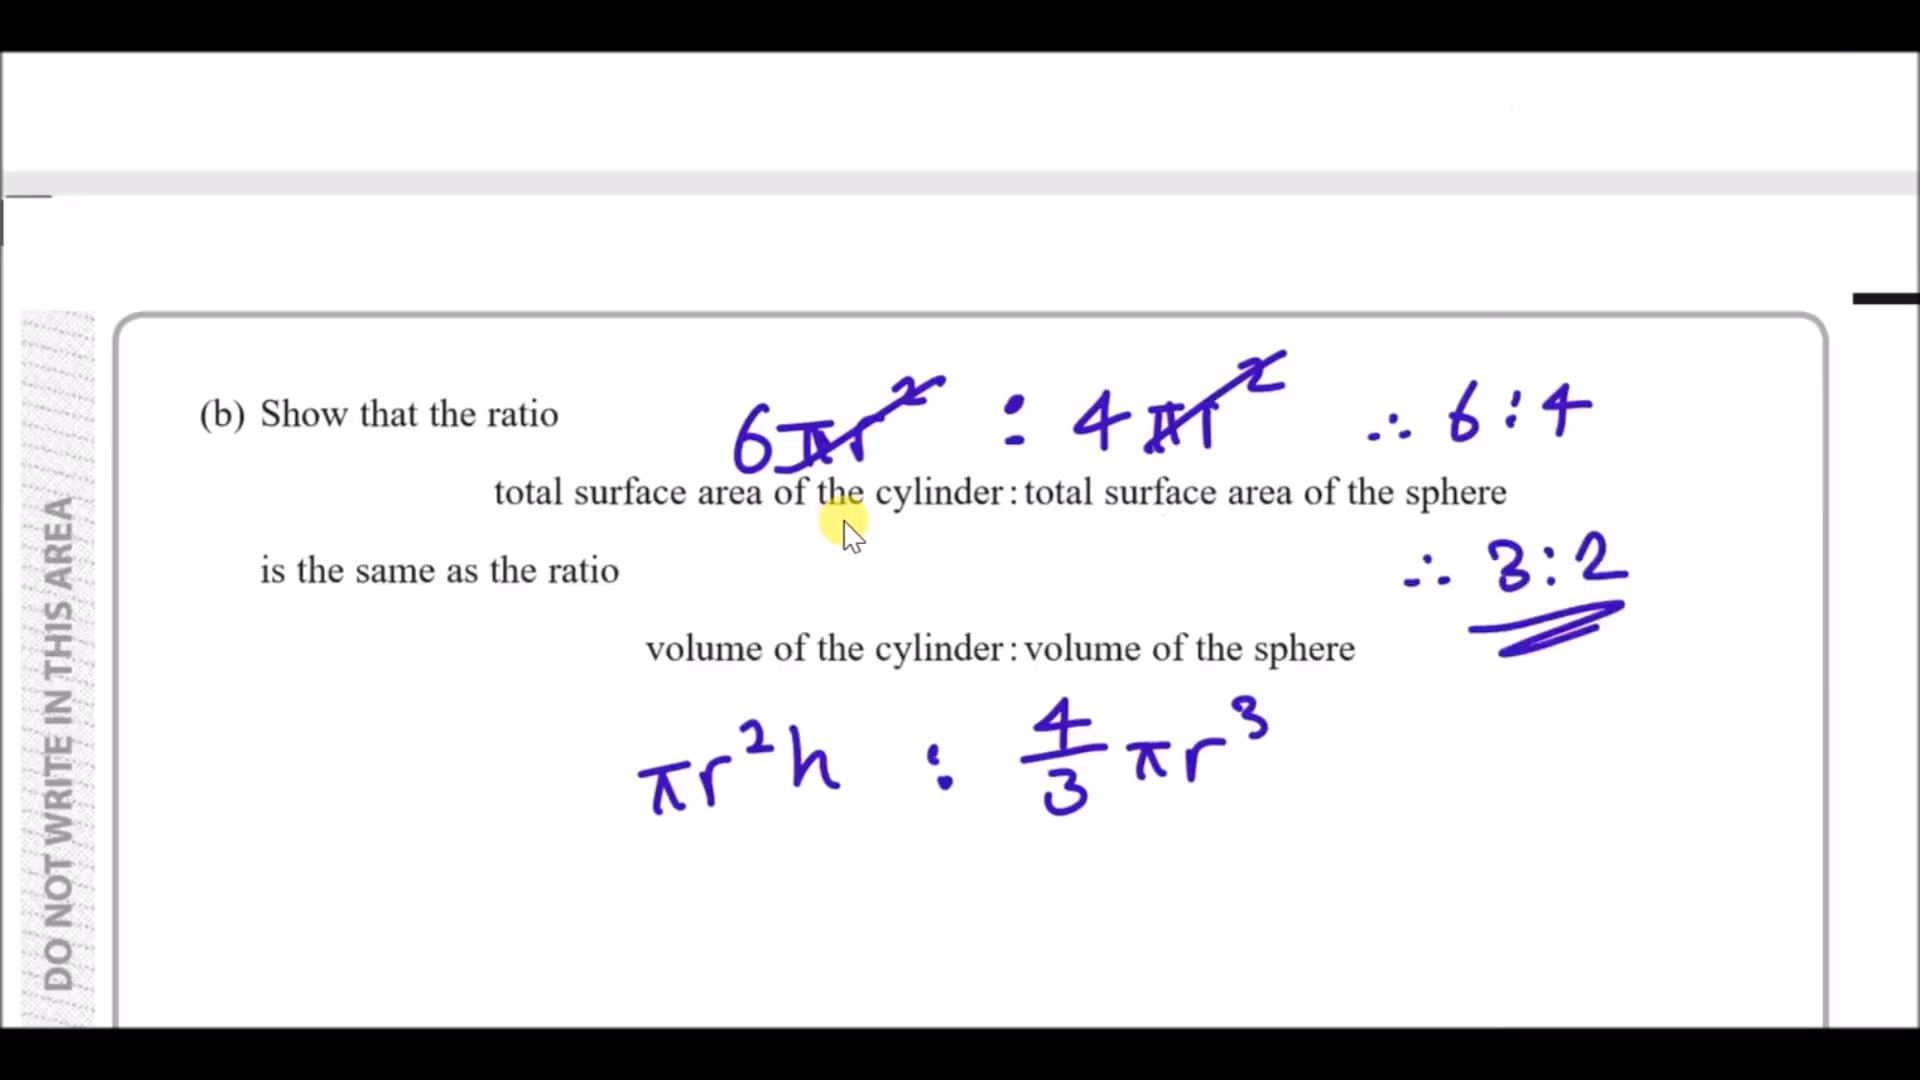 (b) Show that the ratio 6πr² : 4πr² ∴ 6 : 4
total surface area of the cylinder : total surface area of the sphere
is the same as the ratio ∴ 3 : 2
volume of the cylinder : volume of the sphere
πr²h : 4/3 πr³
DO NOT WRITE IN THIS AREA